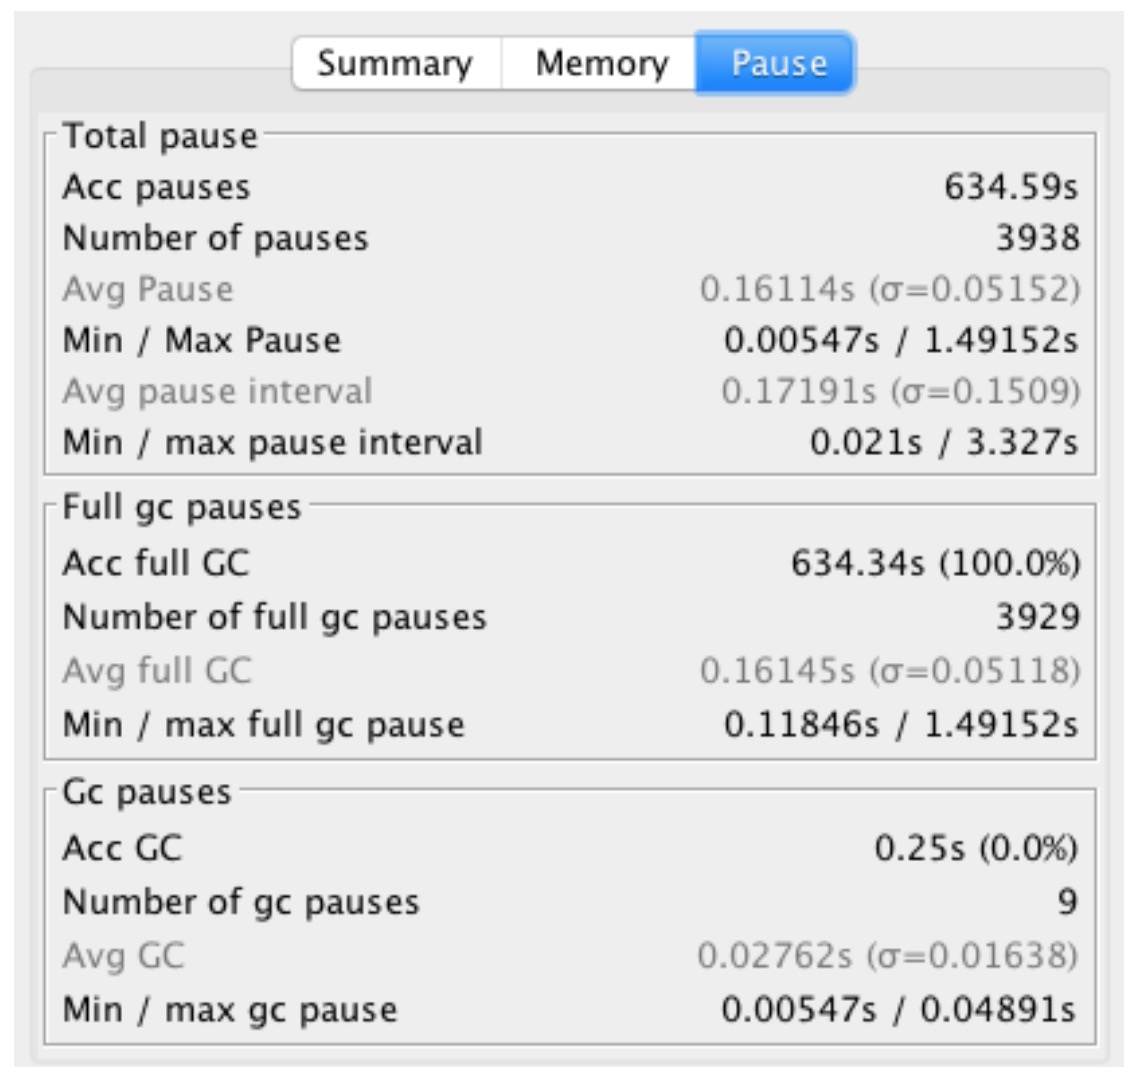 Summary Memory Pause
Total pause
Acc pauses 634.59s
Number of pauses 3938
Avg Pause 0.16114s (σ=0.05152)
Min / Max Pause 0.00547s / 1.49152s
Avg pause interval 0.17191s (σ=0.1509)
Min / max pause interval 0.021s / 3.327s
Full gc pauses
Acc full GC 634.34s (100.0%)
Number of full gc pauses 3929
Avg full GC 0.16145s (σ=0.05118)
Min / max full gc pause 0.11846s / 1.49152s
Gc pauses
Acc GC 0.25s (0.0%)
Number of gc pauses 9
Avg GC 0.02762s (σ=0.01638)
Min / max gc pause 0.00547s / 0.04891s